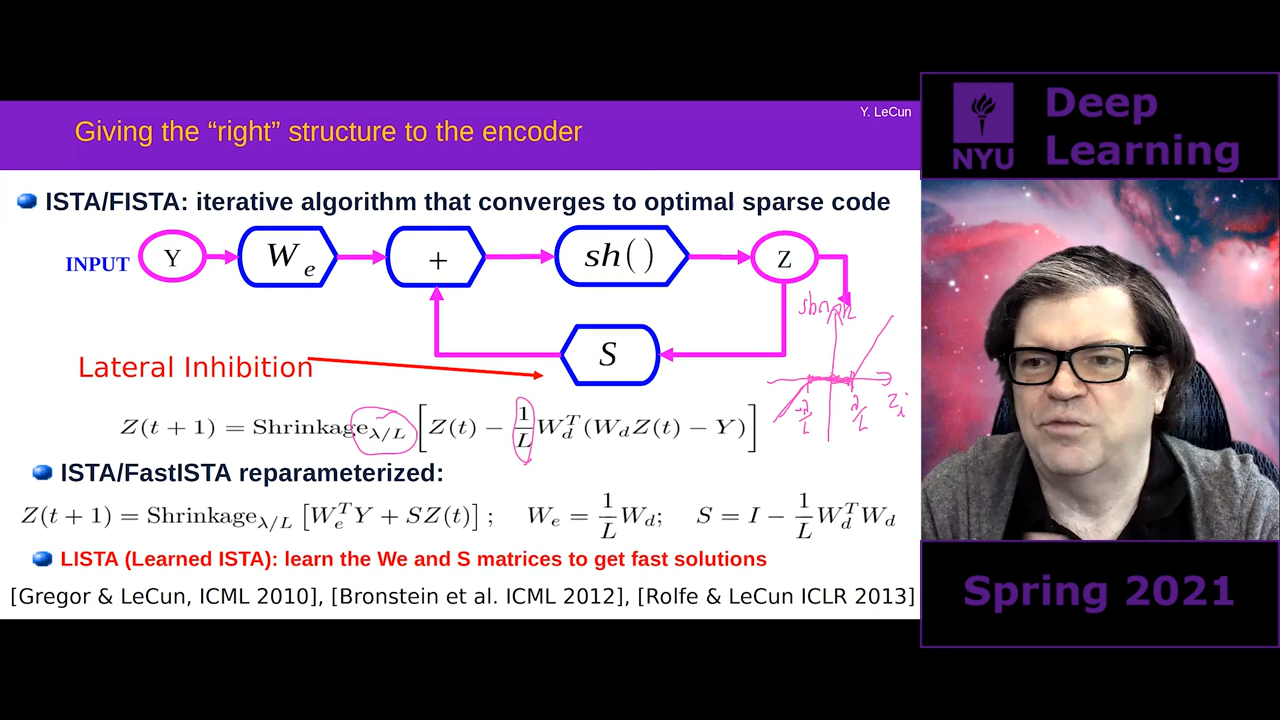 Y. LeCun
Giving the “right” structure to the encoder
ISTA/FISTA: iterative algorithm that converges to optimal sparse code
INPUT Y W_e + sh() Z
Lateral Inhibition S
-λ/L λ/L
Z(t + 1) = Shrinkage_{λ/L} [Z(t) − 1/L W_d^T (W_d Z(t) − Y)]
ISTA/FastISTA reparameterized:
Z(t + 1) = Shrinkage_{λ/L} [W_e^T Y + SZ(t)] ; W_e = 1/L W_d; S = I − 1/L W_d^T W_d
LISTA (Learned ISTA): learn the We and S matrices to get fast solutions
[Gregor & LeCun, ICML 2010], [Bronstein et al. ICML 2012], [Rolfe & LeCun ICLR 2013]
NYU
Deep
Learning
Spring 2021